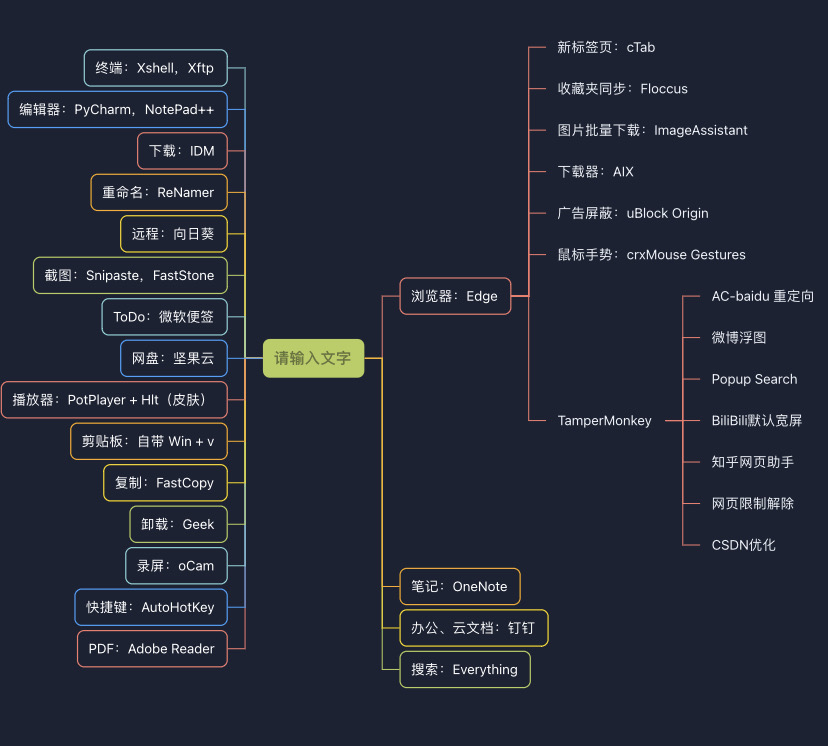 终端：Xshell，Xftp
编辑器：PyCharm，NotePad++
下载：IDM
重命名：ReNamer
远程：向日葵
截图：Snipaste，FastStone
ToDo：微软便签
网盘：坚果云
播放器：PotPlayer + Hlt（皮肤）
剪贴板：自带 Win + v
复制：FastCopy
卸载：Geek
录屏：oCam
快捷键：AutoHotKey
PDF：Adobe Reader
请输入文字
浏览器：Edge
新标签页：cTab
收藏夹同步：Floccus
图片批量下载：ImageAssistant
下载器：AIX
广告屏蔽：uBlock Origin
鼠标手势：crxMouse Gestures
TamperMonkey
AC-baidu 重定向
微博浮图
Popup Search
BiliBili默认宽屏
知乎网页助手
网页限制解除
CSDN优化
笔记：OneNote
办公、云文档：钉钉
搜索：Everything